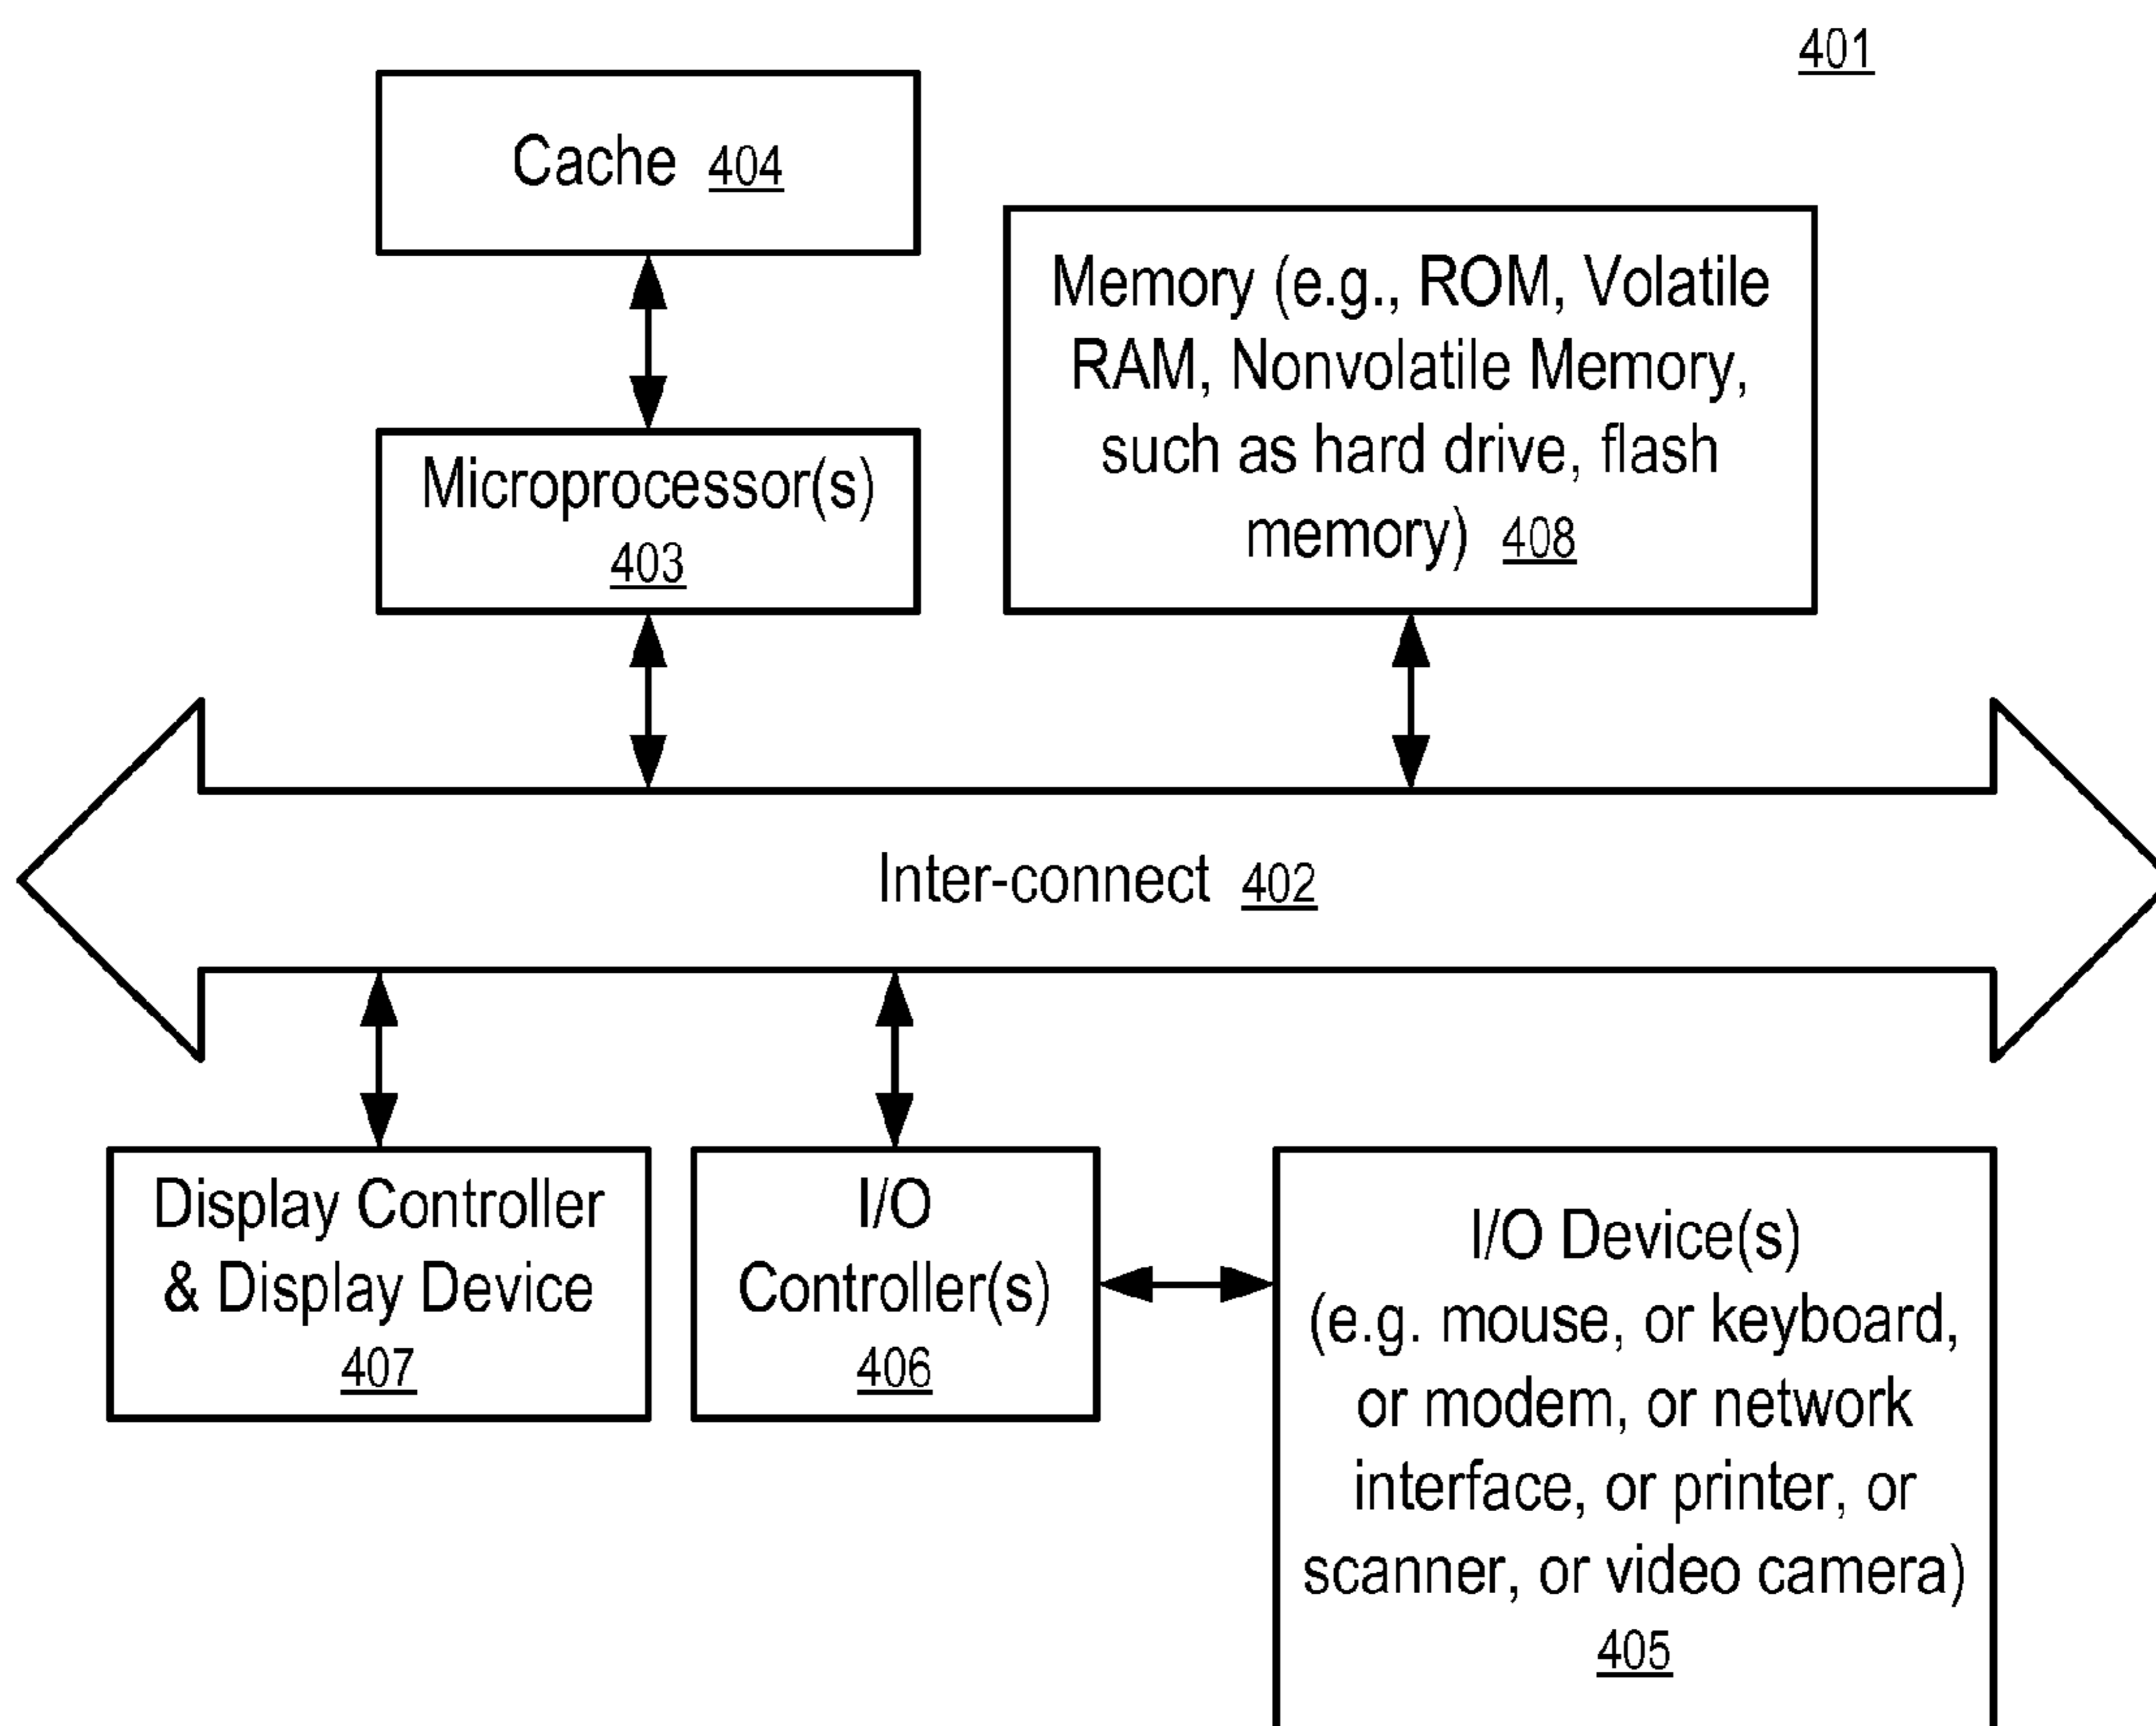 401
Cache 404
Memory (e.g., ROM, Volatile
RAM, Nonvolatile Memory,
such as hard drive, flash
memory) 408
Microprocessor(s)
403
Inter-connect 402
Display Controller
& Display Device
407
I/O
Controller(s)
406
I/O Device(s)
(e.g. mouse, or keyboard,
or modem, or network
interface, or printer, or
scanner, or video camera)
405